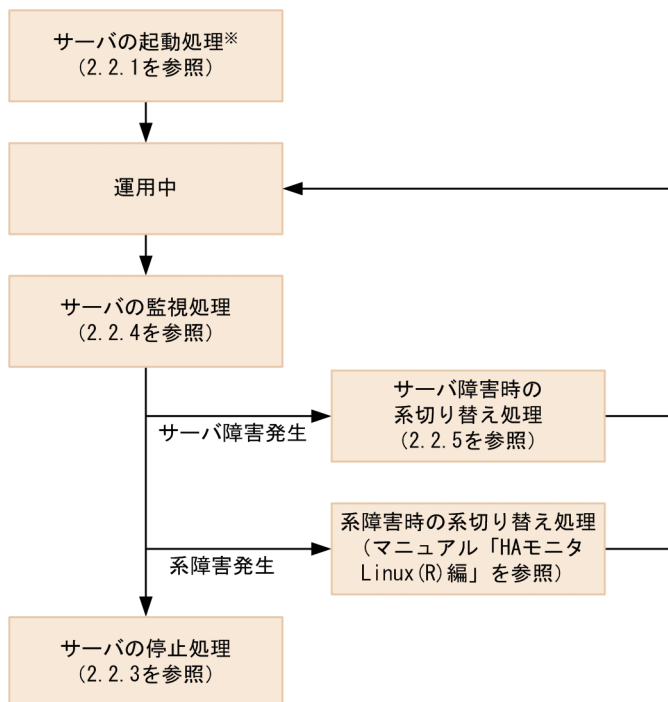 サーバの起動処理※
(2.2.1を参照)
運用中
サーバの監視処理
(2.2.4を参照)
サーバ障害発生
サーバ障害時の
系切り替え処理
(2.2.5を参照)
系障害発生
系障害時の系切り替え処理
(マニュアル「HAモニタ
Linux(R)編」を参照)
サーバの停止処理
(2.2.3を参照)